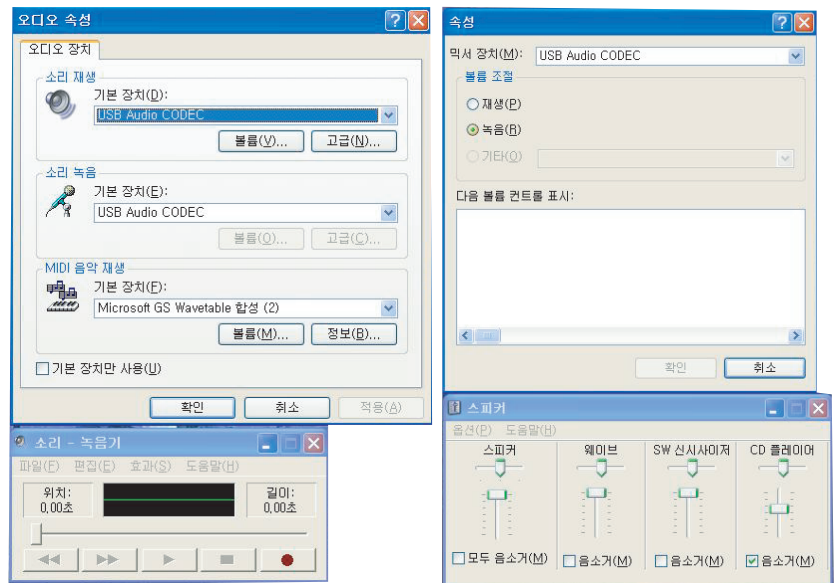 오디오 속성
오디오 장치
소리 재생
기본 장치(D):
USB Audio CODEC
볼륨(V)...
고급(N)...
소리 녹음
기본 장치(E):
USB Audio CODEC
볼륨(O)...
고급(C)...
MIDI 음악 재생
기본 장치(F):
Microsoft GS Wavetable 합성 (2)
볼륨(M)...
정보(B)...
기본 장치만 사용(U)
확인
취소
적용(A)
속성
믹서 장치(M):
USB Audio CODEC
볼륨 조절
재생(P)
녹음(R)
기타(O)
다음 볼륨 컨트롤 표시:
확인
취소
소리 - 녹음기
파일(F) 편집(E) 효과(S) 도움말(H)
위치:
0,00초
길이:
0,00초
스피커
옵션(P) 도움말(H)
스피커
웨이브
SW 신시사이저
CD 플레이어
모두 음소거(M)
음소거(M)
음소거(M)
음소거(M)